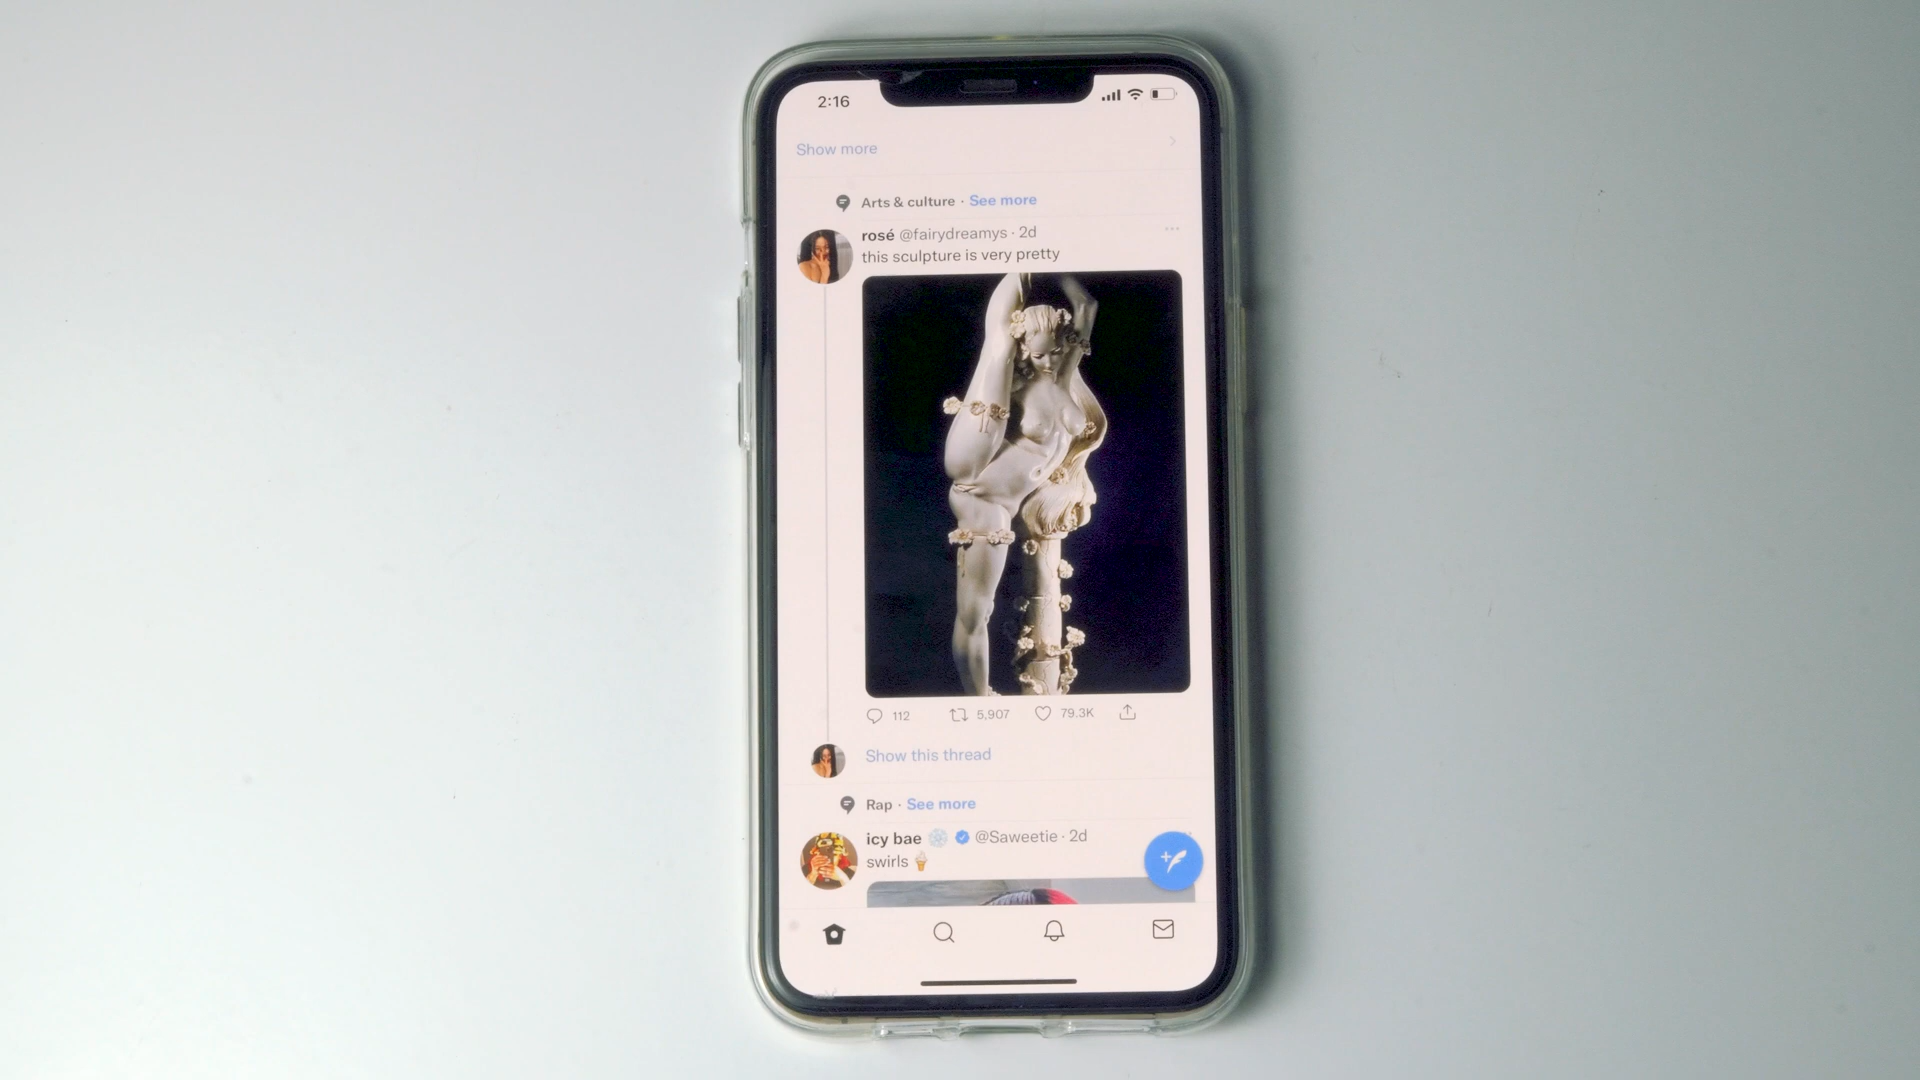 2:16
Show more
Arts & culture · See more
rosé @fairydreamys · 2d
this sculpture is very pretty
112 5,907 79.3K
Show this thread
Rap · See more
icy bae @Saweetie · 2d
swirls